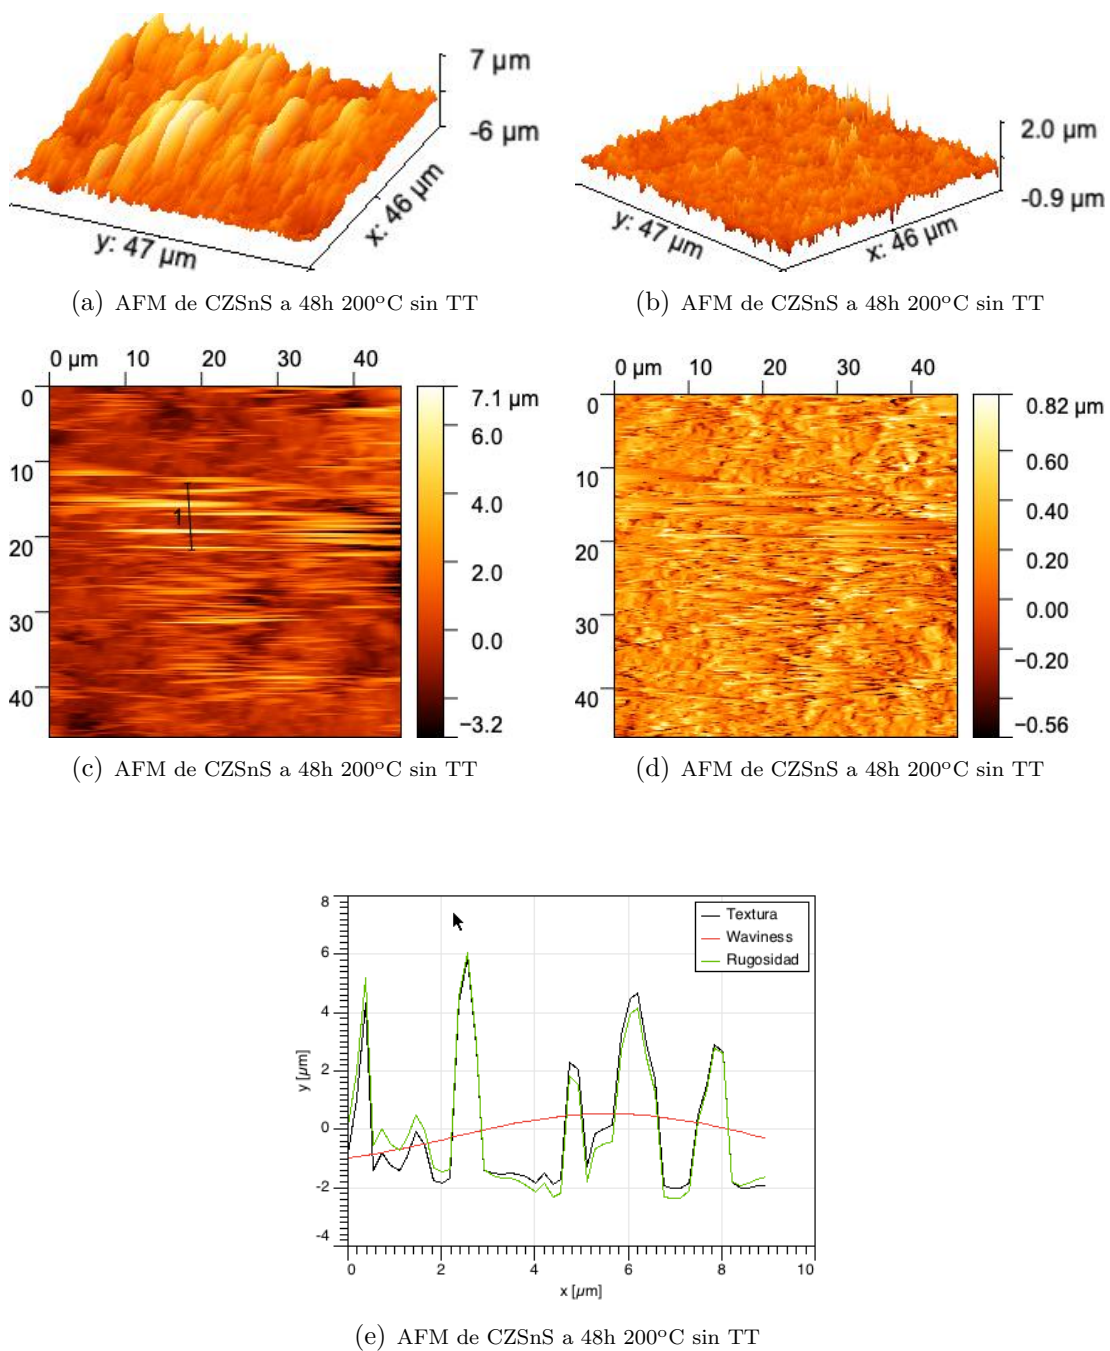 7 µm
-6 µm
x: 46 µm
y: 47 µm
2.0 µm
-0.9 µm
x: 46 µm
y: 47 µm
(a) AFM de CZSnS a 48h 200ºC sin TT
(b) AFM de CZSnS a 48h 200ºC sin TT
0 µm 10 20 30 40
0
10
20
30
40
1
7.1 µm
6.0
4.0
2.0
0.0
−3.2
0 µm 10 20 30 40
0
10
20
30
40
0.82 µm
0.60
0.40
0.20
0.00
−0.20
−0.56
(c) AFM de CZSnS a 48h 200ºC sin TT
(d) AFM de CZSnS a 48h 200ºC sin TT
8
6
4
2
0
-2
-4
y [µm]
Textura
Waviness
Rugosidad
0 2 4 6 8 10
x [µm]
(e) AFM de CZSnS a 48h 200ºC sin TT